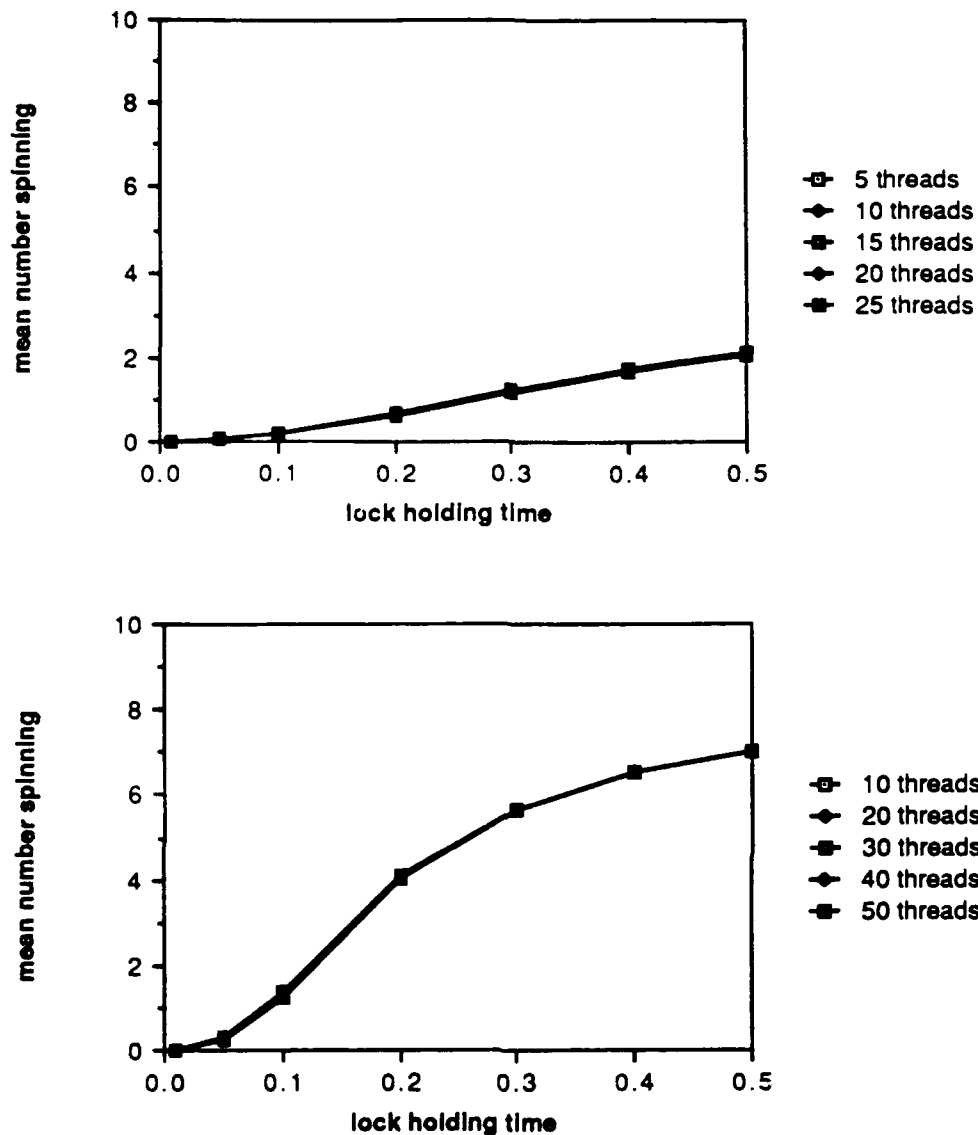 10
8
6
4
2
0
mean number spinning
0.0 0.1 0.2 0.3 0.4 0.5
lock holding time
5 threads
10 threads
15 threads
20 threads
25 threads
10
8
6
4
2
0
mean number spinning
0.0 0.1 0.2 0.3 0.4 0.5
lock holding time
10 threads
20 threads
30 threads
40 threads
50 threads